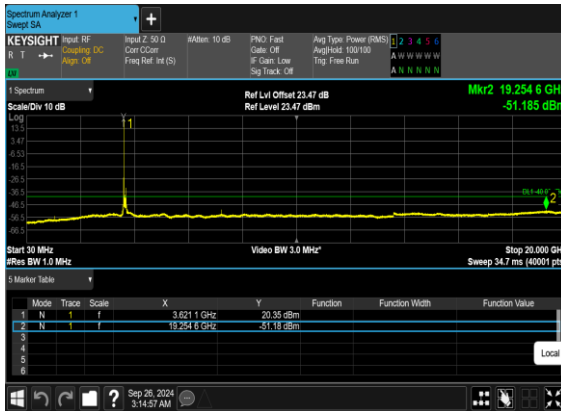 Spectrum Analyzer 1
Swept SA
KEYSIGHT
R T
Input: RF
Coupling: DC
Align: Off
Input Z: 50 Ω
Corr CCorr
Freq Ref: Int (S)
#Atten: 10 dB
PNO: Fast
Gate: Off
IF Gain: Low
Sig Track: Off
Avg Type: Power (RMS)
Avg|Hold: 100/100
Trig: Free Run
1 2 3 4 5 6
A W W W W W
A N N N N N
1 Spectrum
Scale/Div 10 dB
Ref Lvl Offset 23.47 dB
Ref Level 23.47 dBm
Mkr2 19.254 6 GH
-51.185 dBm
Log
13.5
3.47
-6.53
-16.5
-26.5
-36.5
-46.5
-56.5
-66.5
1
2
Start 30 MHz
#Res BW 1.0 MHz
Video BW 3.0 MHz*
Stop 20.000 GH
Sweep 34.7 ms (40001 pts
5 Marker Table
Mode Trace Scale X Y Function Function Width Function Value
1 N 1 f 3.621 1 GHz 20.35 dBm
2 N 1 f 19.254 6 GHz -51.18 dBm
3
4
5
6
Local
?
Sep 26, 2024
3:14:57 AM